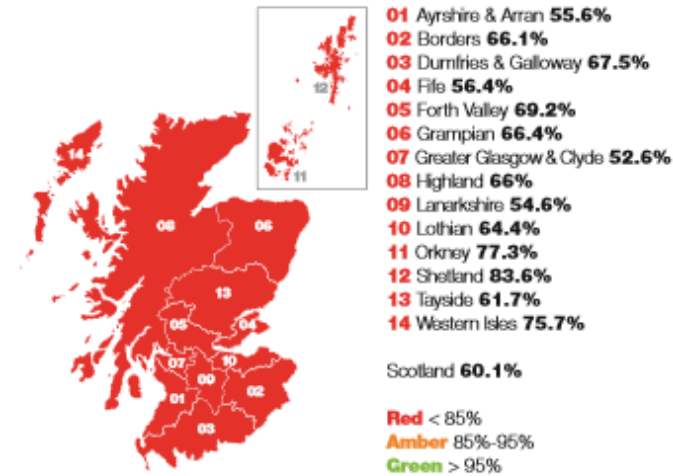 01 Ayrshire & Arran 55.6%
02 Borders 66.1%
03 Dumfries & Galloway 67.5%
04 Fife 56.4%
05 Forth Valley 69.2%
06 Grampian 66.4%
07 Greater Glasgow & Clyde 52.6%
08 Highland 66%
09 Lanarkshire 54.6%
10 Lothian 64.4%
11 Orkney 77.3%
12 Shetland 83.6%
13 Tayside 61.7%
14 Western Isles 75.7%
Scotland 60.1%
Red < 85%
Amber 85%-95%
Green > 95%
12
14
11
08
06
13
05
04
07
10
09
02
01
03